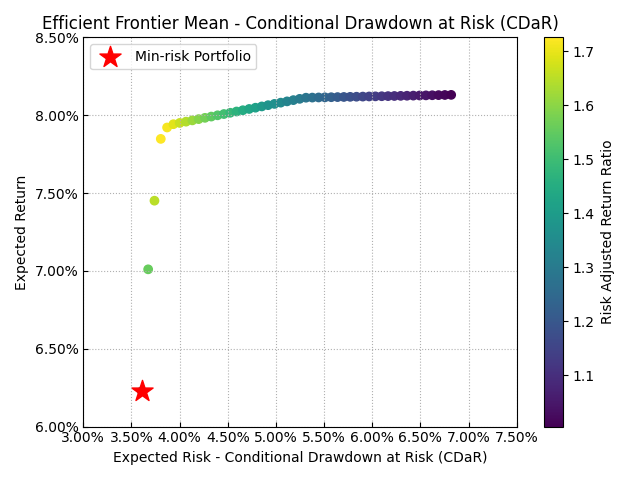 Efficient Frontier Mean - Conditional Drawdown at Risk (CDaR)
Min-risk Portfolio
8.50%
8.00%
7.50%
7.00%
6.50%
6.00%
Expected Return
3.00% 3.50% 4.00% 4.50% 5.00% 5.50% 6.00% 6.50% 7.00% 7.50%
Expected Risk - Conditional Drawdown at Risk (CDaR)
1.7
1.6
1.5
1.4
1.3
1.2
1.1
Risk Adjusted Return Ratio